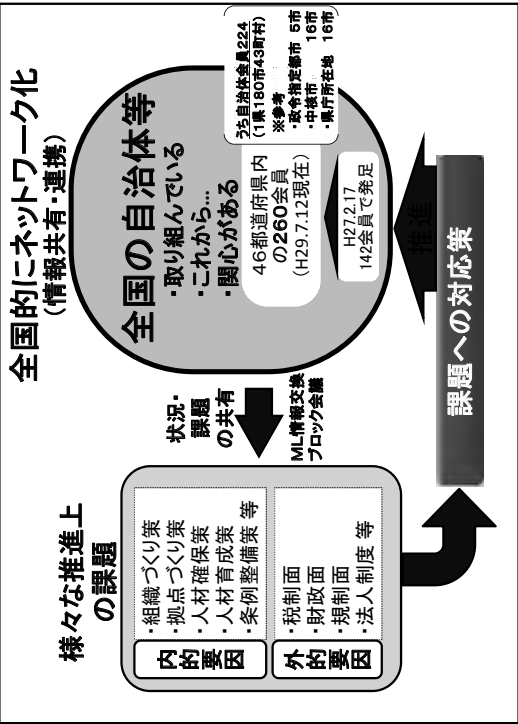 様々な推進上
の課題
内的要因
・組織づくり策
・拠点づくり策
・人材確保策
・人材育成策
・条例整備策 等
外的要因
・税制面
・財政面
・規制面
・法人制度 等
状況・
課題
の共有
ML情報交換
ブロック会議
全国的にネットワーク化
(情報共有・連携)
全国の自治体等
・取り組んでいる
・これから…
・関心がある
46都道府県内
の260会員
(H29.7.12現在)
うち自治体会員224
(1県180市43町村)
※参考
・政令指定都市 5市
・中核市 16市
・県庁所在地 16市
H27.2.17
142会員で発足
推進
課題への対応策